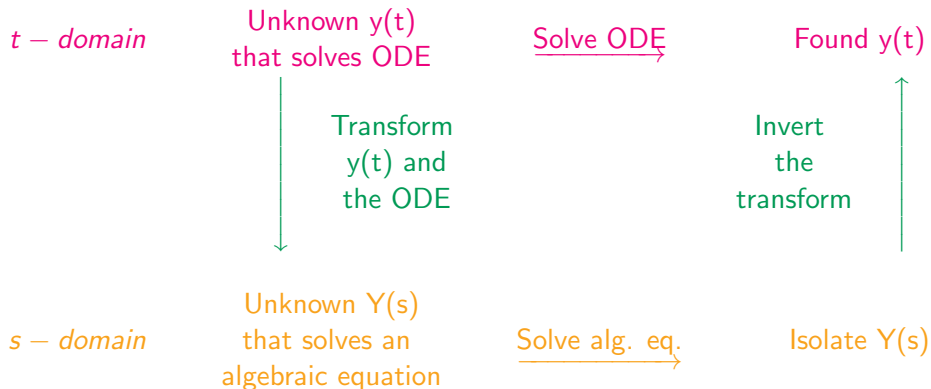 t − domain
Unknown y(t)
that solves ODE
Solve ODE
Found y(t)
Transform
y(t) and
the ODE
Invert
the
transform
s − domain
Unknown Y(s)
that solves an
algebraic equation
Solve alg. eq.
Isolate Y(s)